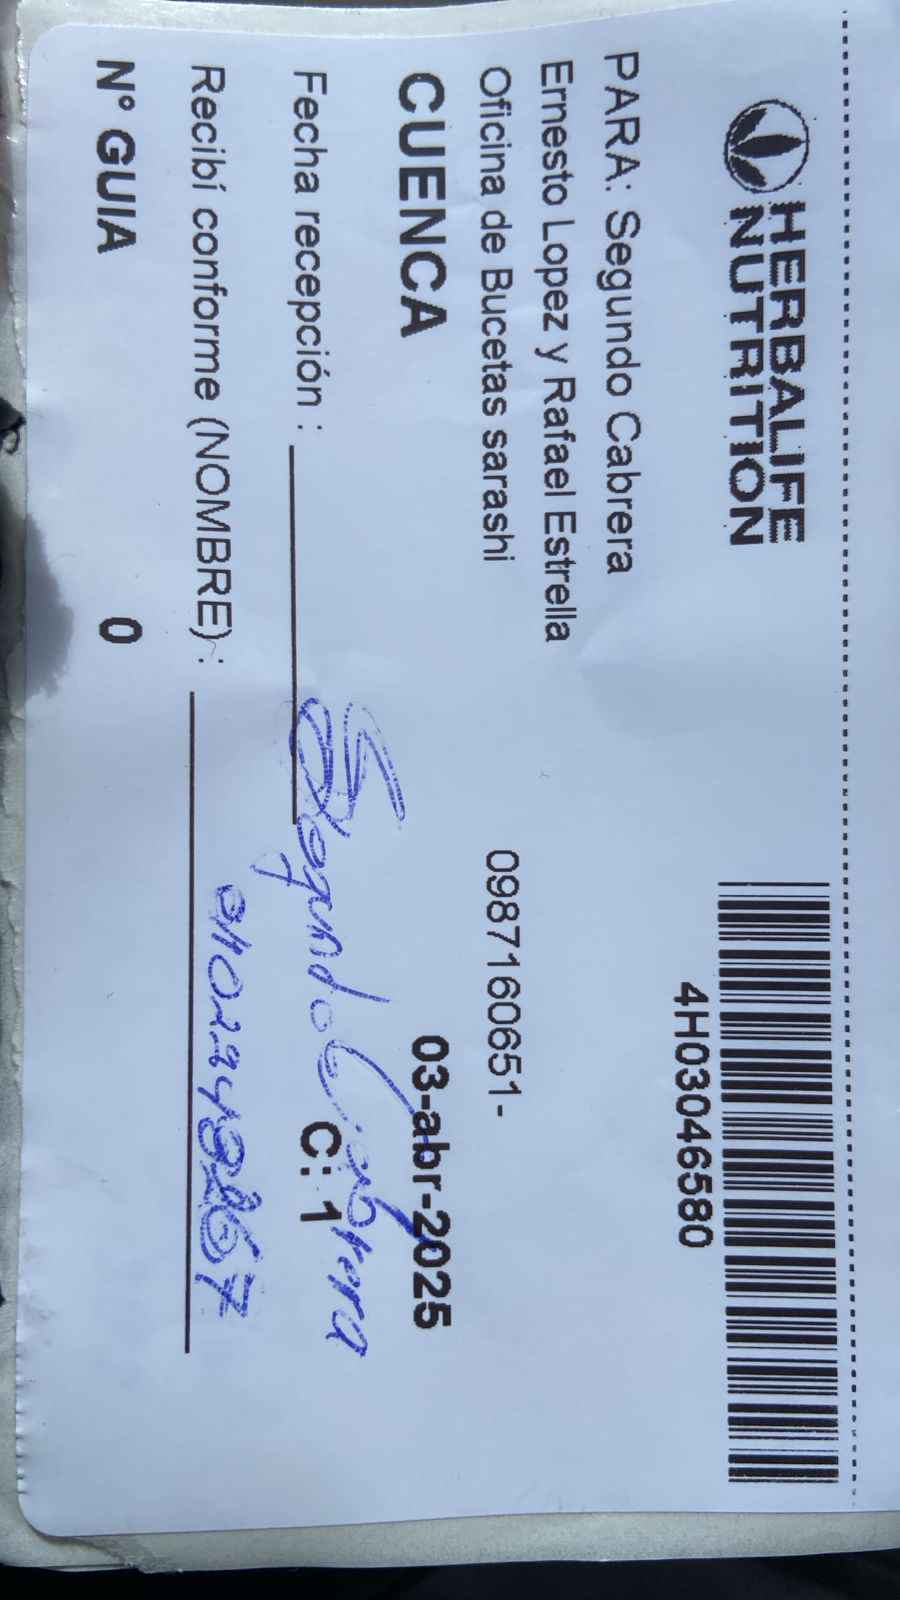 HERBALIFE
NUTRITION
4H03046580
PARA: Segundo Cabrera
Ernesto Lopez y Rafael Estrella
Oficina de Bucetas sarashi
0987160651-
CUENCA
03-abr-2025
Fecha recepción :
Segundo Cabrera
C: 1
Recibí conforme (NOMBRE) :
N° GUIA
0